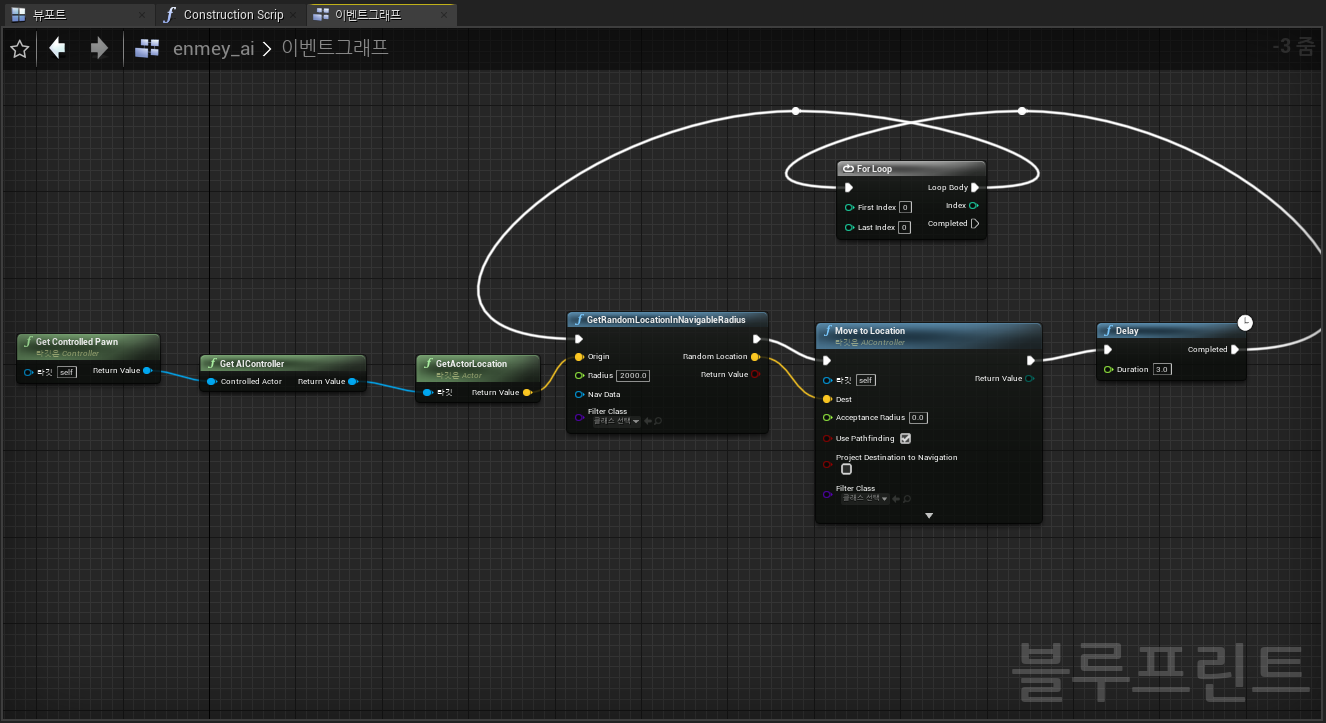 뷰포트
Construction Scrip
이벤트그래프
enmey_ai > 이벤트그래프
-3 줌
For Loop
Loop Body
First Index 0
Index
Last Index 0
Completed
Get Controlled Pawn
타깃은 Controller
타깃 self
Return Value
Get AIController
Controlled Actor
Return Value
GetActorLocation
타깃은 Actor
타깃
Return Value
GetRandomLocationInNavigableRadius
Origin
Random Location
Radius 2000.0
Return Value
Nav Data
Filter Class
클래스 선택
Move to Location
타깃은 AIController
타깃 self
Return Value
Dest
Acceptance Radius 0.0
Use Pathfinding
Project Destination to Navigation
Filter Class
클래스 선택
Delay
Completed
Duration 3.0
블루프린트